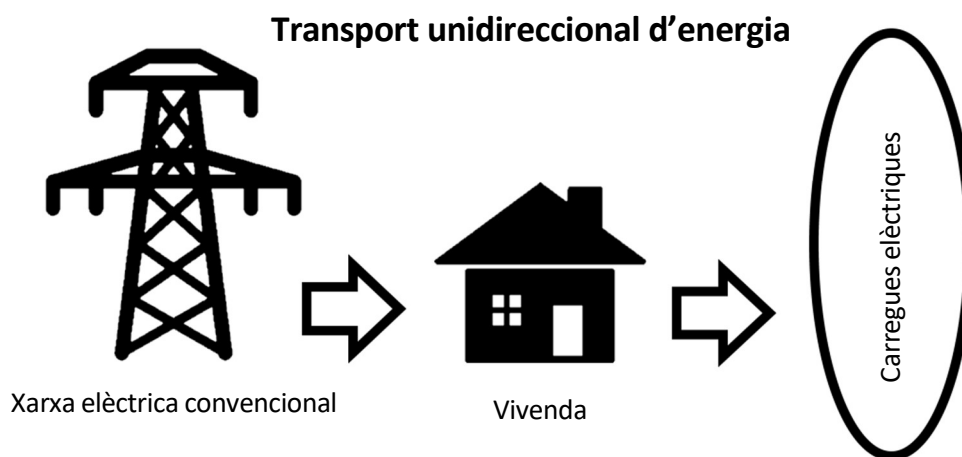 Transport unidireccional d’energia
Carregues elèctriques
Xarxa elèctrica convencional
Vivenda